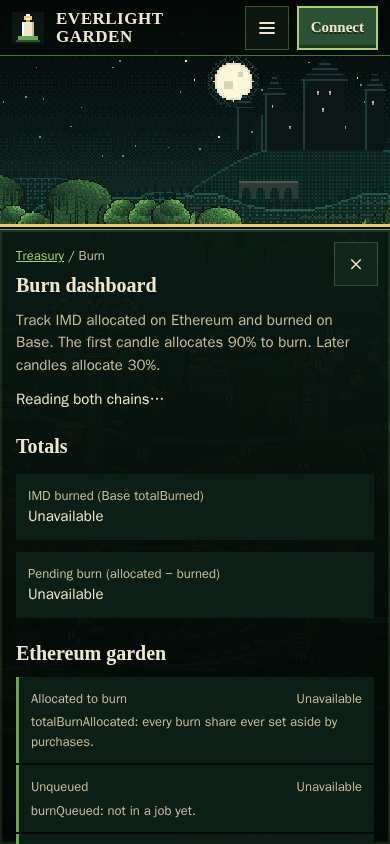 EVERLIGHT
GARDEN
Connect
Treasury / Burn
Burn dashboard
Track IMD allocated on Ethereum and burned on
Base. The first candle allocates 90% to burn. Later
candles allocate 30%.
Reading both chains···
Totals
IMD burned (Base totalBurned)
Unavailable
Pending burn (allocated − burned)
Unavailable
Ethereum garden
Allocated to burn Unavailable
totalBurnAllocated: every burn share ever set aside by
purchases.
Unqueued Unavailable
burnQueued: not in a job yet.